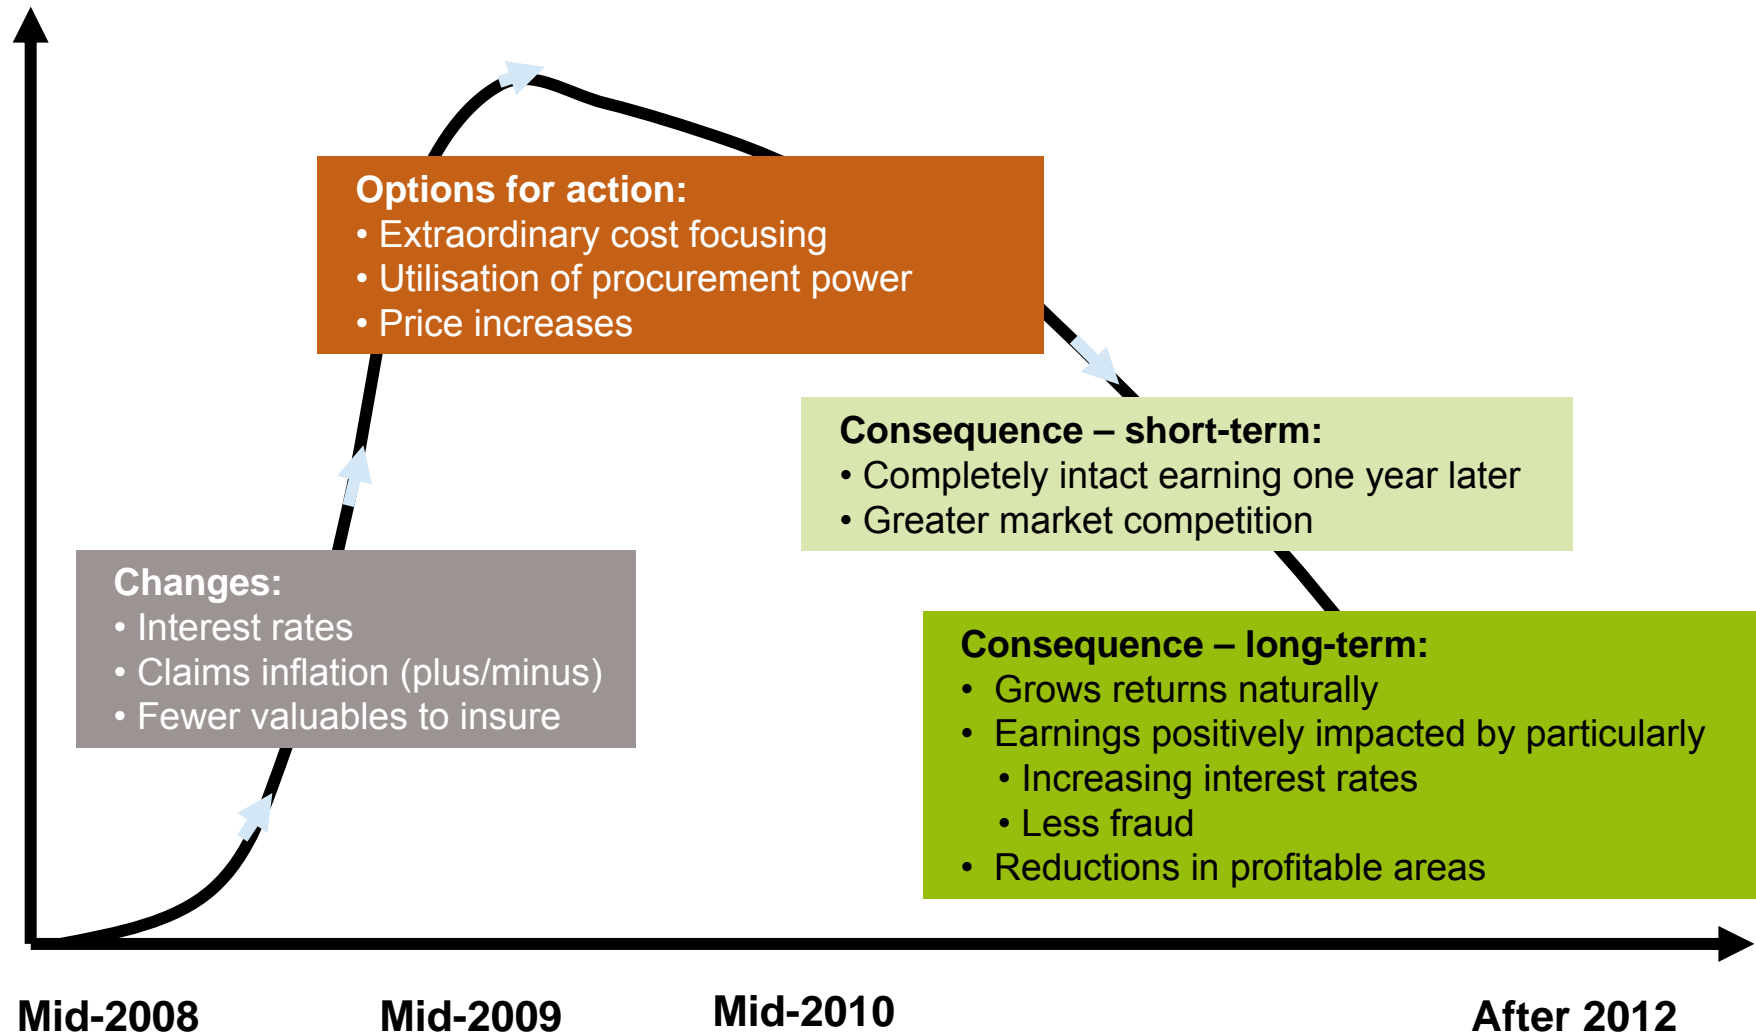 Options for action:
• Extraordinary cost focusing
• Utilisation of procurement power
• Price increases
Consequence – short-term:
• Completely intact earning one year later
• Greater market competition
Changes:
• Interest rates
• Claims inflation (plus/minus)
• Fewer valuables to insure
Consequence – long-term:
• Grows returns naturally
• Earnings positively impacted by particularly
• Increasing interest rates
• Less fraud
• Reductions in profitable areas
Mid-2008 Mid-2009 Mid-2010 After 2012